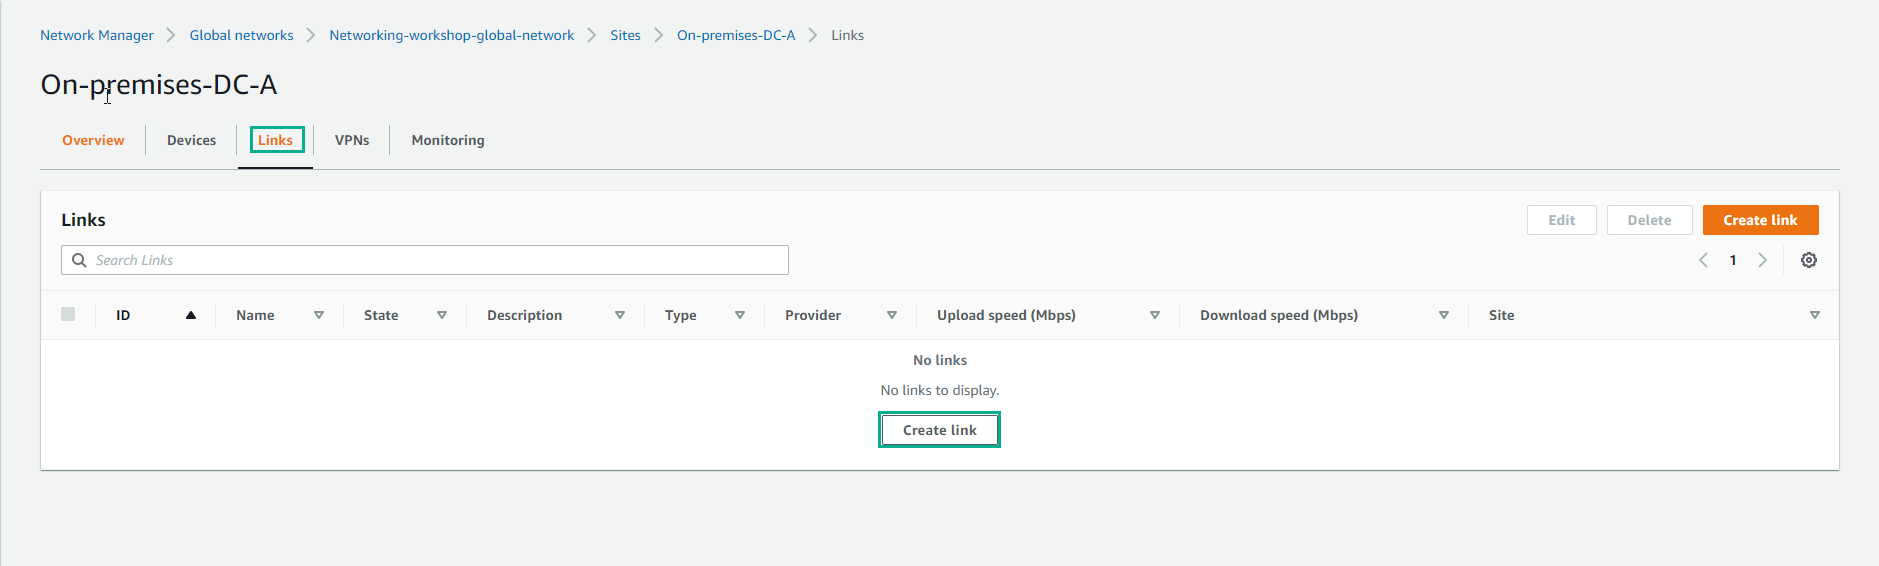 Network Manager > Global networks > Networking-workshop-global-network > Sites > On-premises-DC-A > Links
On-premises-DC-A
Overview Devices Links VPNs Monitoring
Links Edit Delete Create link
Search Links 1
ID Name State Description Type Provider Upload speed (Mbps) Download speed (Mbps) Site
No links
No links to display.
Create link